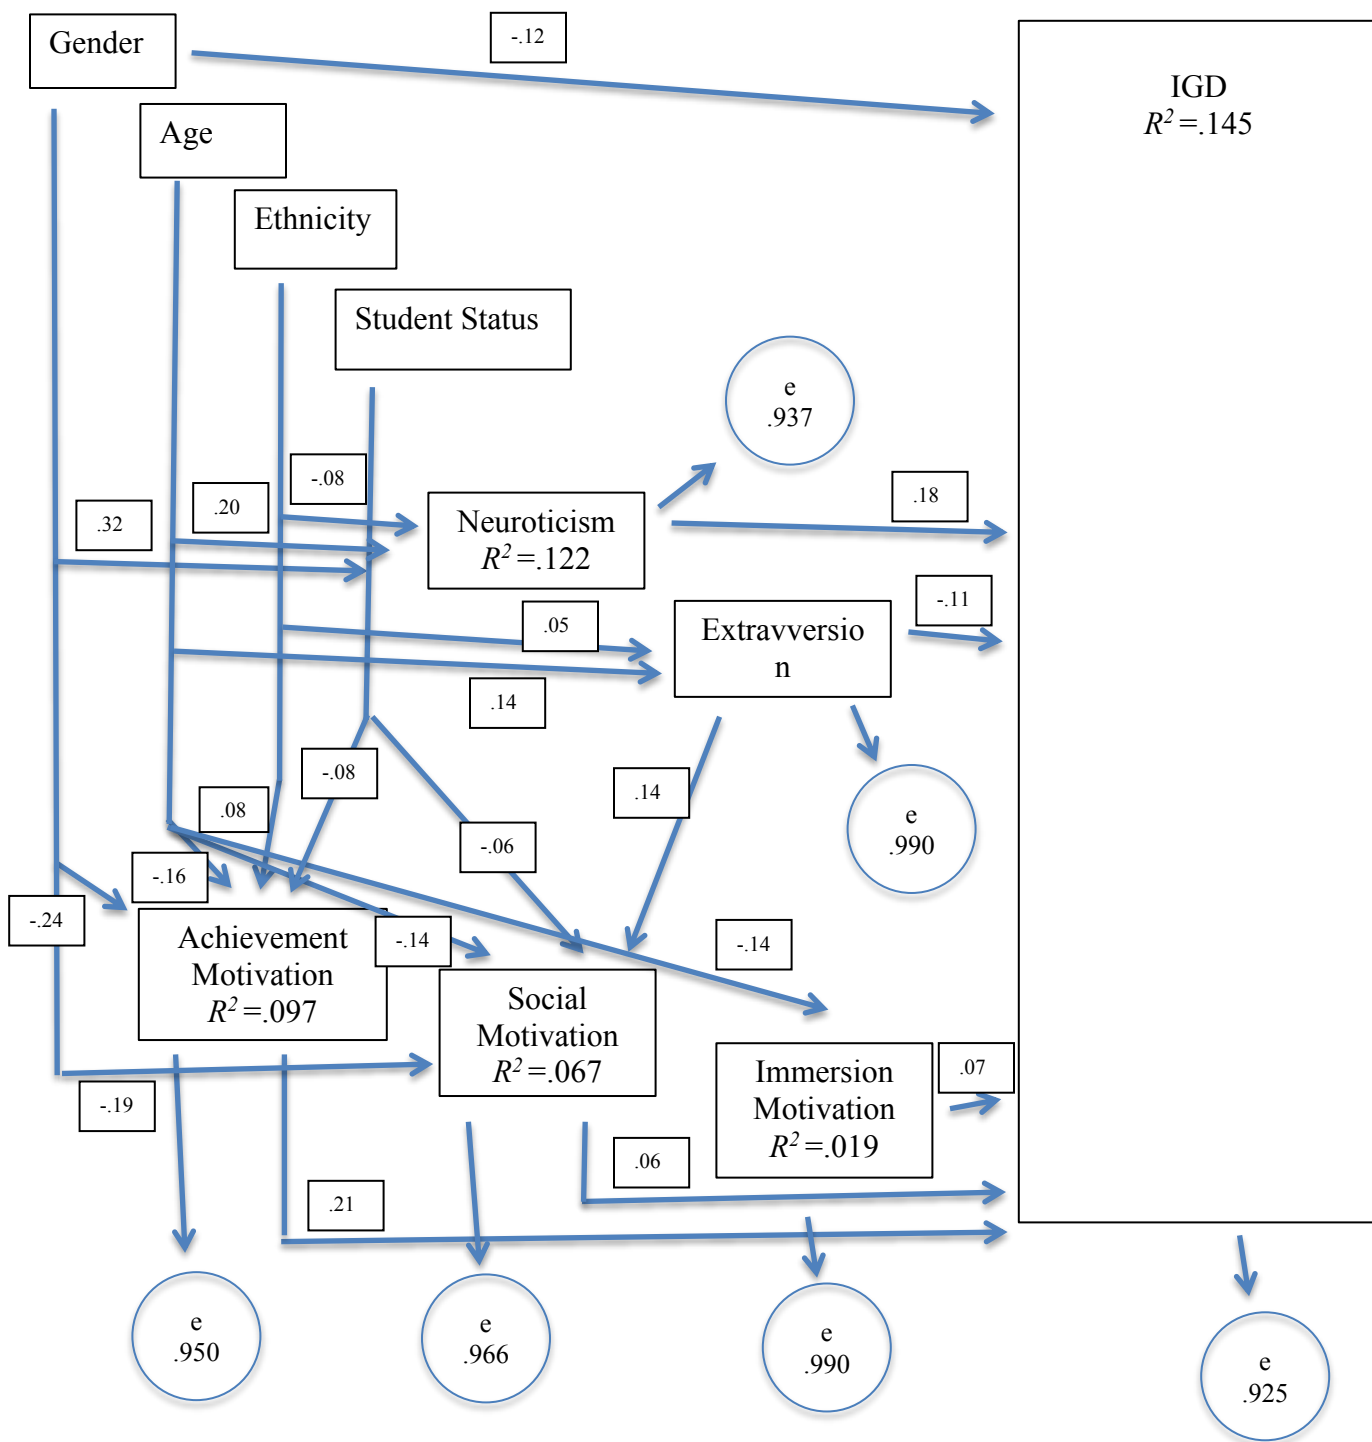 Gender
-.12
IGD
R² =.145
Age
Ethnicity
Student Status
e
.937
-.08
.20
.32
.18
Neuroticism
R² =.122
-.11
.05
Extravversio
n
.14
-.08
.14
.08
-.06
e
.990
-.16
-.24
-.14
-.14
Achievement
Motivation
R² =.097
Social
Motivation
R² =.067
Immersion
Motivation
R² =.019
.07
-.19
.06
.21
e
.950
e
.966
e
.990
e
.925